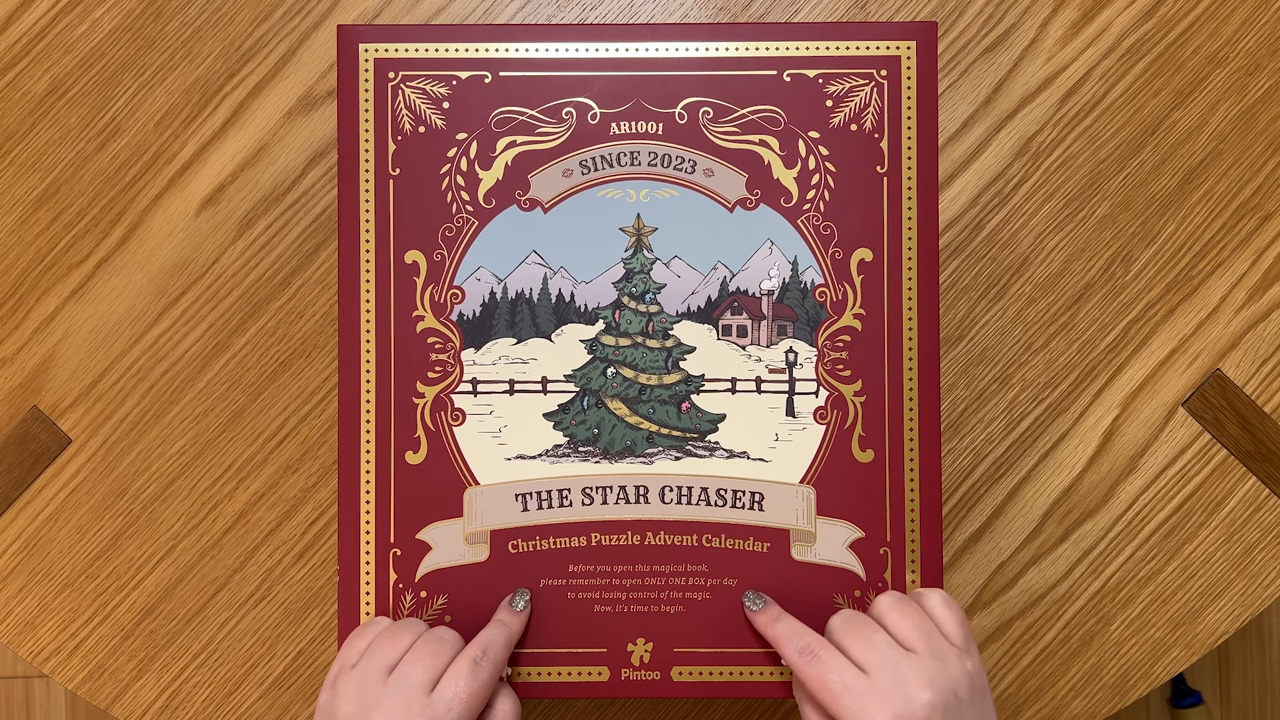 AR1001
SINCE 2023
THE STAR CHASER
Christmas Puzzle Advent Calendar
Before you open this magical book,
please remember to open ONLY ONE BOX per day
to avoid losing control of the magic.
Now, it's time to begin.
Pintoo